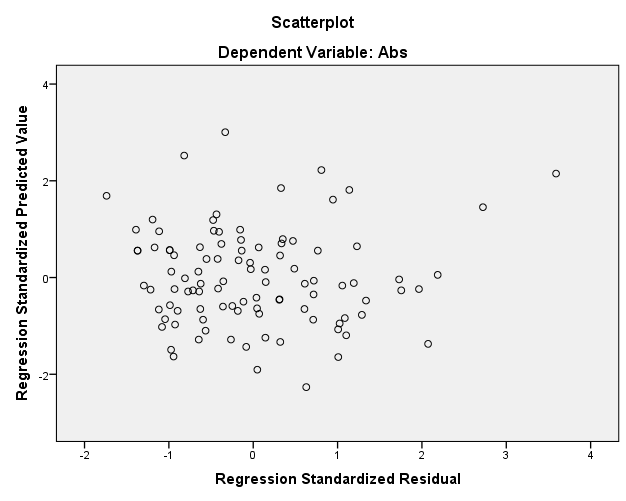 Scatterplot
Dependent Variable: Abs
Regression Standardized Predicted Value
4
2
0
-2
-2
-1
0
1
2
3
4
Regression Standardized Residual